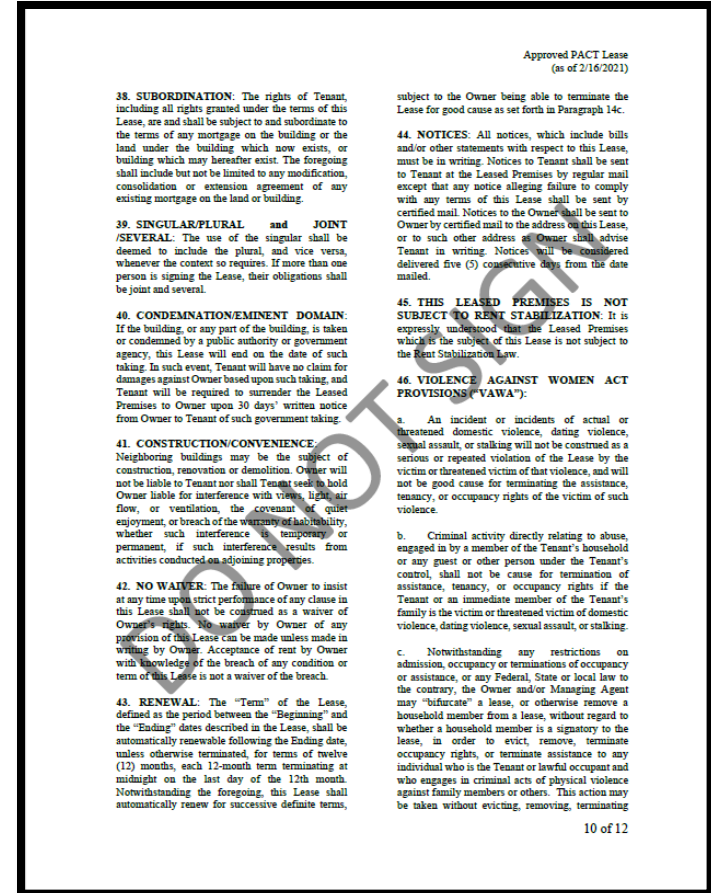 Approved PACT Lease
(as of 2/16/2021)
38. SUBORDINATION: The rights of Tenant,
including all rights granted under the terms of this
Lease, are and shall be subject to and subordinate to
the terms of any mortgage on the building or the
land under the building which now exists, or
building which may hereafter exist. The foregoing
shall include but not be limited to any modification,
consolidation or extension agreement of any
existing mortgage on the land or building.
39. SINGULAR/PLURAL and JOINT
/SEVERAL: The use of the singular shall be
deemed to include the plural, and vice versa,
whenever the context so requires. If more than one
person is signing the Lease, their obligations shall
be joint and several.
40. CONDEMNATION/EMINENT DOMAIN:
If the building, or any part of the building, is taken
or condemned by a public authority or government
agency, this Lease will end on the date of such
taking. In such event, Tenant will have no claim for
damages against Owner based upon such taking, and
Tenant will be required to surrender the Leased
Premises to Owner upon 30 days' written notice
from Owner to Tenant of such government taking.
41. CONSTRUCTION/CONVENIENCE:
Neighboring buildings may be the subject of
construction, renovation or demolition. Owner will
not be liable to Tenant nor shall Tenant seek to hold
Owner liable for interference with views, light, air
flow, or ventilation, the covenant of quiet
enjoyment, or breach of the warranty of habitability,
whether such interference is temporary or
permanent, if such interference results from
activities conducted on adjoining properties.
42. NO WAIVER: The failure of Owner to insist
at any time upon strict performance of any clause in
this Lease shall not be construed as a waiver of
Owner's rights. No waiver by Owner of any
provision of this Lease can be made unless made in
writing by Owner. Acceptance of rent by Owner
with knowledge of the breach of any condition or
term of this Lease is not a waiver of the breach.
43. RENEWAL: The “Term” of the Lease,
defined as the period between the “Beginning” and
the “Ending” dates described in the Lease, shall be
automatically renewable following the Ending date,
unless otherwise terminated, for terms of twelve
(12) months, each 12-month term terminating at
midnight on the last day of the 12th month.
Notwithstanding the foregoing, this Lease shall
automatically renew for successive definite terms,
subject to the Owner being able to terminate the
Lease for good cause as set forth in Paragraph 14c.
44. NOTICES: All notices, which include bills
and/or other statements with respect to this Lease,
must be in writing. Notices to Tenant shall be sent
to Tenant at the Leased Premises by regular mail
except that any notice alleging failure to comply
with any terms of this Lease shall be sent by
certified mail. Notices to the Owner shall be sent to
Owner by certified mail to the address on this Lease,
or to such other address as Owner shall advise
Tenant in writing. Notices will be considered
delivered five (5) consecutive days from the date
mailed.
45. THIS LEASED PREMISES IS NOT
SUBJECT TO RENT STABILIZATION: It is
expressly understood that the Leased Premises
which is the subject of this Lease is not subject to
the Rent Stabilization Law.
46. VIOLENCE AGAINST WOMEN ACT
PROVISIONS (“VAWA”):
a. An incident or incidents of actual or
threatened domestic violence, dating violence,
sexual assault, or stalking will not be construed as a
serious or repeated violation of the Lease by the
victim or threatened victim of that violence, and will
not be good cause for terminating the assistance,
tenancy, or occupancy rights of the victim of such
violence.
b. Criminal activity directly relating to abuse,
engaged in by a member of the Tenant's household
or any guest or other person under the Tenant's
control, shall not be cause for termination of
assistance, tenancy, or occupancy rights if the
Tenant or an immediate member of the Tenant's
family is the victim or threatened victim of domestic
violence, dating violence, sexual assault, or stalking.
c. Notwithstanding any restrictions on
admission, occupancy or terminations of occupancy
or assistance, or any Federal, State or local law to
the contrary, the Owner and/or Managing Agent
may “bifurcate” a lease, or otherwise remove a
household member from a lease, without regard to
whether a household member is a signatory to the
lease, in order to evict, remove, terminate
occupancy rights, or terminate assistance to any
individual who is the Tenant or lawful occupant and
who engages in criminal acts of physical violence
against family members or others. This action may
be taken without evicting, removing, terminating
10 of 12
DO NOT SIGN